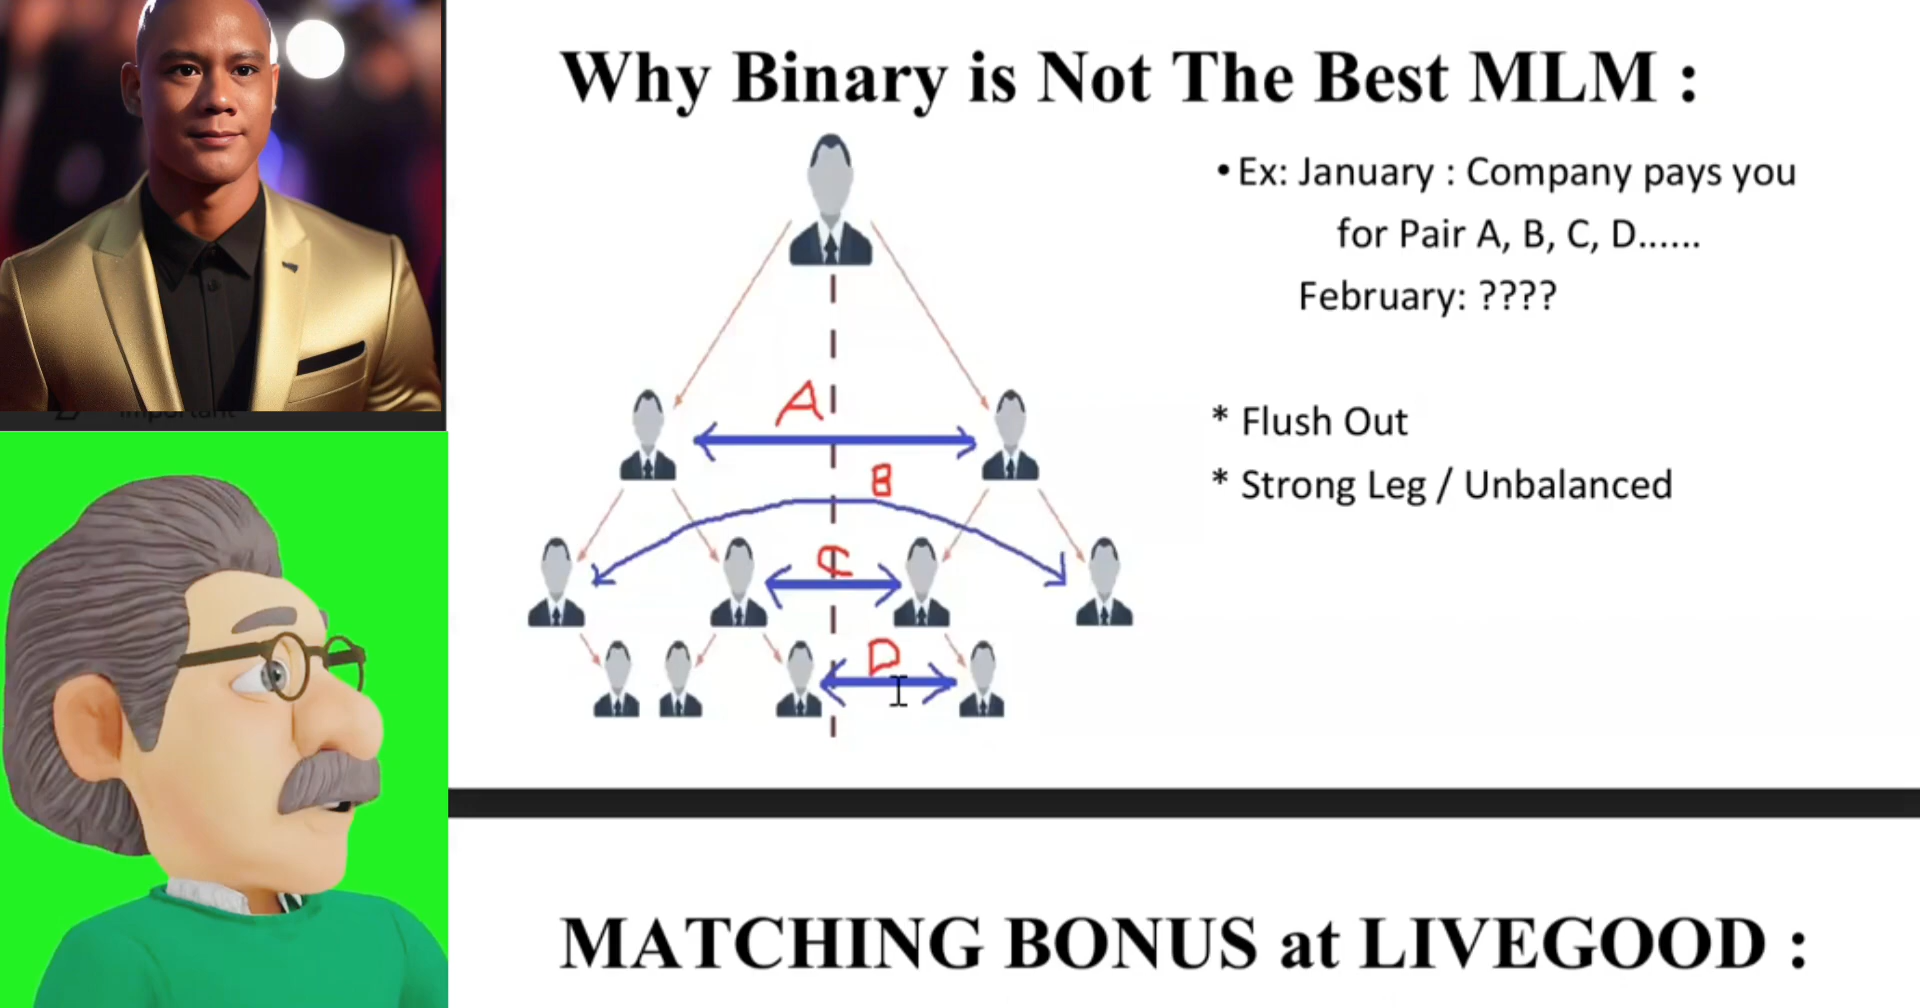 Why Binary is Not The Best MLM :
•Ex: January : Company pays you
for Pair A, B, C, D......
February: ????
* Flush Out
* Strong Leg / Unbalanced
A
B
C
D
important
MATCHING BONUS at LIVEGOOD :